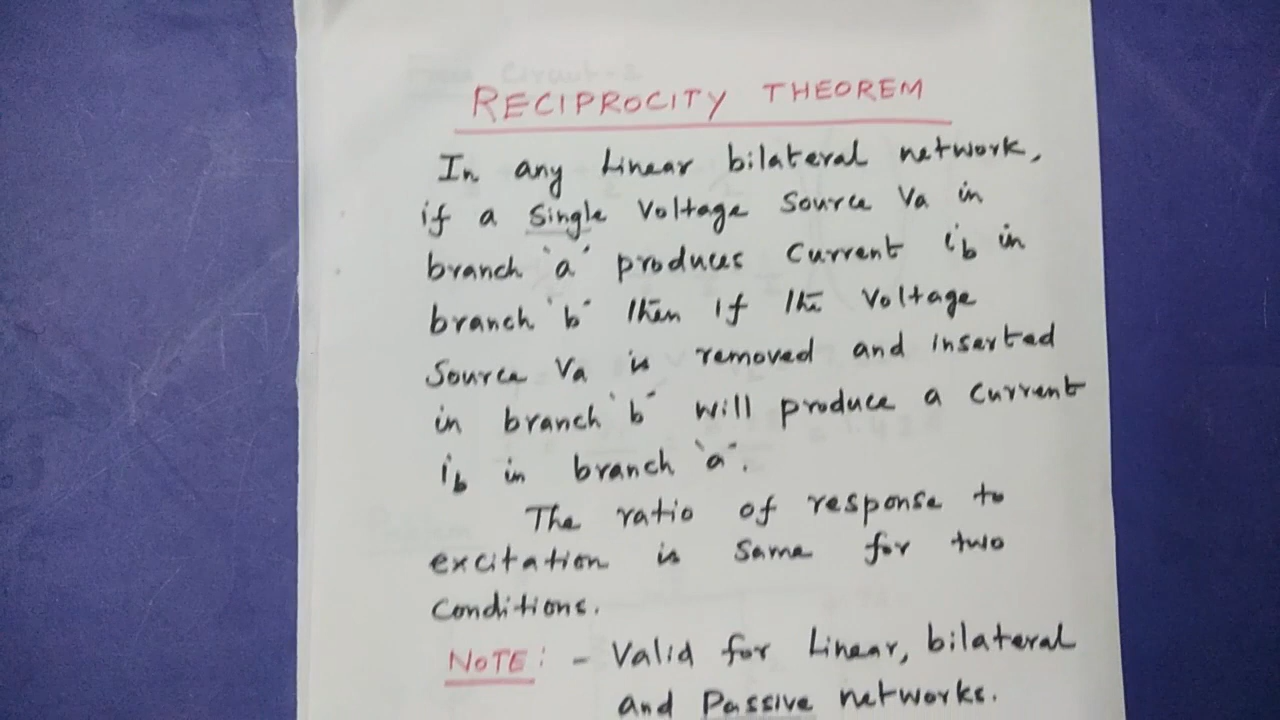 RECIPROCITY THEOREM
In any Linear bilateral network,
if a Single Voltage Source Va in
branch "a" produces Current ib in
branch "b" then if the Voltage
Source Va is removed and inserted
in branch "b" will produce a current
ib in branch "a".
The ratio of response to
excitation is Same for two
Conditions.
NOTE: - Valid for Linear, bilateral
and Passive networks.